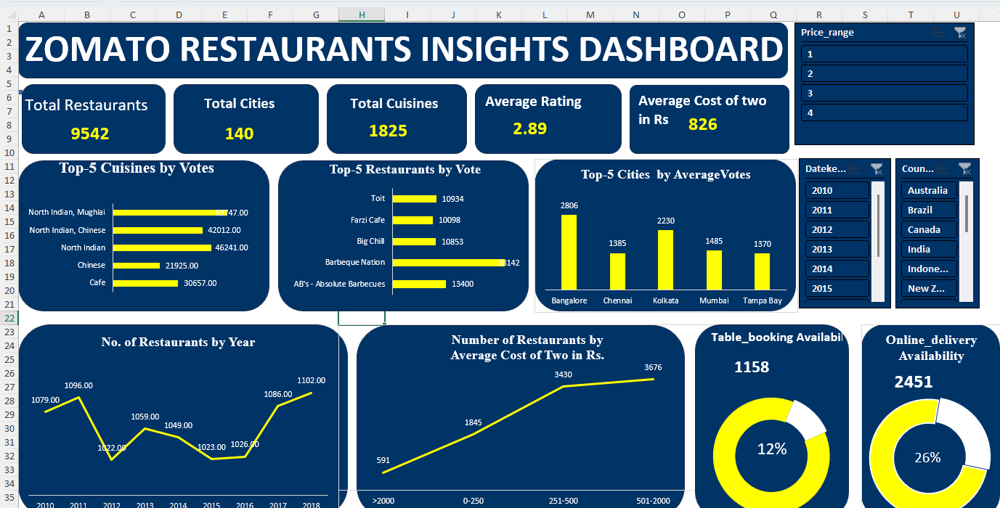 A B C D E F G H I J K L M N O P Q R S T U
1
2
3
4
5
6
7
8
9
10
11
12
13
14
15
16
17
18
19
20
21
22
23
24
25
26
27
28
29
30
31
32
33
34
35
ZOMATO RESTAURANTS INSIGHTS DASHBOARD
Price_range
1
2
3
4
Total Restaurants
9542
Total Cities
140
Total Cuisines
1825
Average Rating
2.89
Average Cost of two
in Rs 826
Top-5 Cuisines by Votes
North Indian, Mughlai 53747.00
North Indian, Chinese 42012.00
North Indian 46241.00
Chinese 21925.00
Cafe 30657.00
Top-5 Restaurants by Vote
Toit 10934
Farzi Cafe 10098
Big Chill 10853
Barbeque Nation 28142
AB's - Absolute Barbecues 13400
Top-5 Cities by AverageVotes
2806 1385 2230 1485 1370
Bangalore Chennai Kolkata Mumbai Tampa Bay
Dateke...
2010
2011
2012
2013
2014
2015
Coun...
Australia
Brazil
Canada
India
Indone...
New Z...
No. of Restaurants by Year
1079.00 1096.00 1022.00 1059.00 1049.00 1023.00 1026.00 1086.00 1102.00
2010 2011 2012 2013 2014 2015 2016 2017 2018
Number of Restaurants by
Average Cost of Two in Rs.
591 1845 3430 3676
>2000 0-250 251-500 501-2000
Table_booking Availabi
1158
12%
Online_delivery
Availability
2451
26%